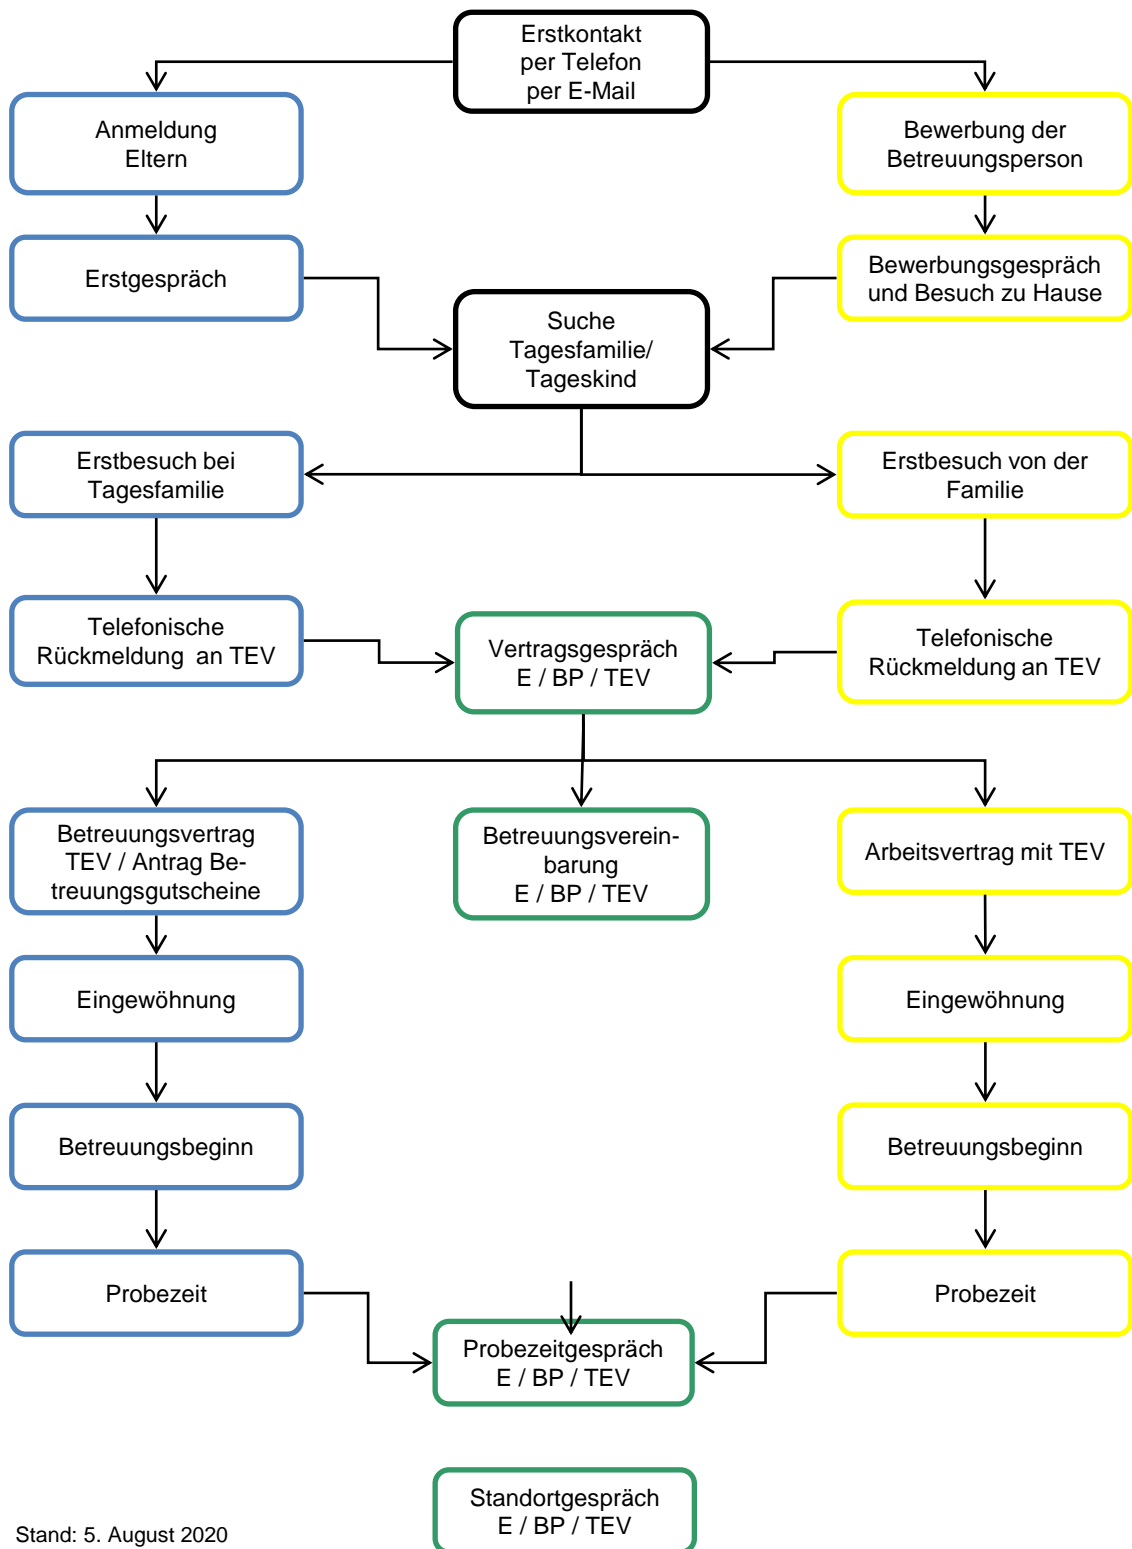 Erstkontakt
per Telefon
per E-Mail
Anmeldung
Eltern
Bewerbung der
Betreuungsperson
Erstgespräch
Bewerbungsgespräch
und Besuch zu Hause
Suche
Tagesfamilie/
Tageskind
Erstbesuch bei
Tagesfamilie
Erstbesuch von der
Familie
Telefonische
Rückmeldung an TEV
Vertragsgespräch
E / BP / TEV
Telefonische
Rückmeldung an TEV
Betreuungsvertrag
TEV / Antrag Be-
treuungsgutscheine
Betreuungsverein-
barung
E / BP / TEV
Arbeitsvertrag mit TEV
Eingewöhnung
Eingewöhnung
Betreuungsbeginn
Betreuungsbeginn
Probezeit
Probezeit
Probezeitgespräch
E / BP / TEV
Standortgespräch
E / BP / TEV
Stand: 5. August 2020